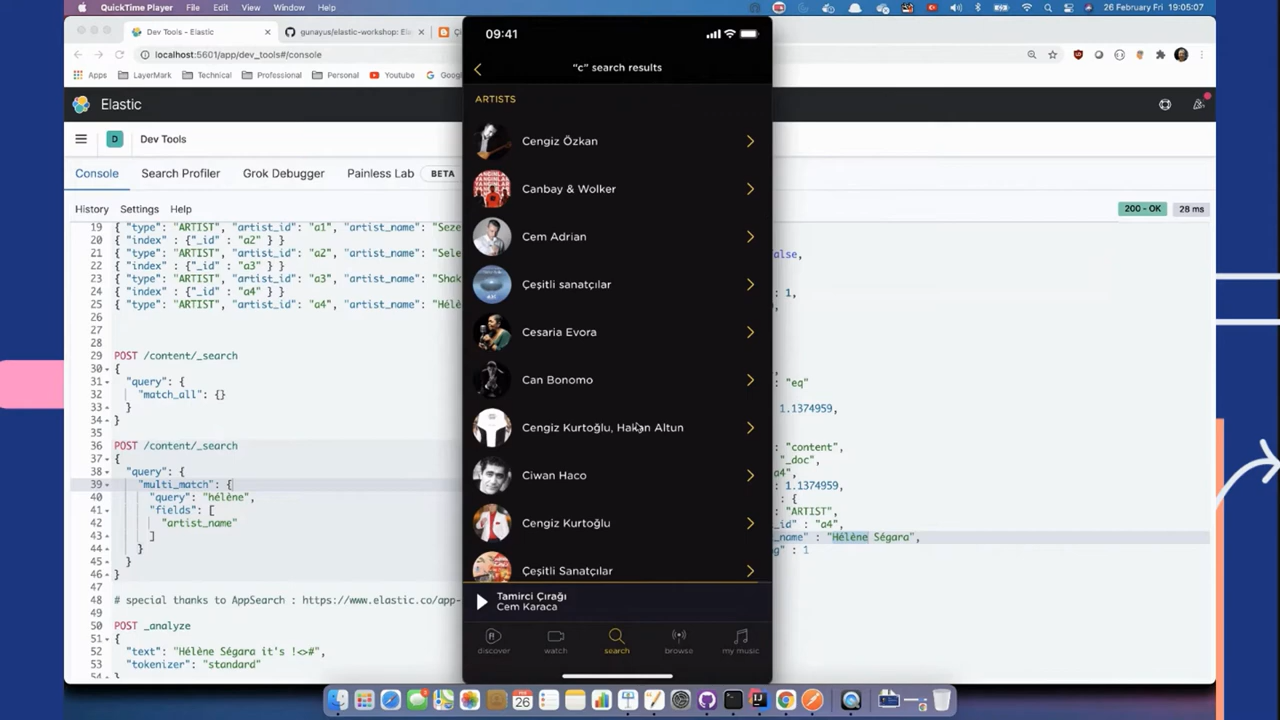 QuickTime Player File Edit View Window Help
26 February Fri 19:05:07
Dev Tools - Elastic
gunayus/elastic-workshop: Ela
localhost:5601/app/dev_tools#/console
Apps LayerMark Technical Professional Personal Youtube Googl
Elastic
D Dev Tools
Console Search Profiler Grok Debugger Painless Lab BETA
History Settings Help
200 - OK 28 ms
19 { "type": "ARTIST", "artist_id": "a1", "artist_name": "Seze
20 { "index" : {"_id" : "a2" } }
21 { "type": "ARTIST", "artist_id": "a2", "artist_name": "Sele
22 { "index" : {"_id" : "a3" } }
23 { "type": "ARTIST", "artist_id": "a3", "artist_name": "Shak
24 { "index" : {"_id" : "a4" } }
25 { "type": "ARTIST", "artist_id": "a4", "artist_name": "Hélè
26
27
28
29 POST /content/_search
30 {
31 "query": {
32 "match_all": {}
33 }
34 }
35
36 POST /content/_search
37 {
38 "query": {
39 "multi_match": {
40 "query": "hélène",
41 "fields": [
42 "artist_name"
43 ]
44 }
45 }
46 }
47
48 # special thanks to AppSearch : https://www.elastic.co/app-
49
50 POST _analyze
51 {
52 "text": "Hélène Ségara it's !<>#",
53 "tokenizer": "standard"
54
09:41
"c" search results
ARTISTS
Cengiz Özkan
Canbay & Wolker
Cem Adrian
Çeşitli sanatçılar
Cesaria Evora
Can Bonomo
Cengiz Kurtoğlu, Hakan Altun
Ciwan Haco
Cengiz Kurtoğlu
Çeşitli Sanatçılar
Tamirci Çırağı
Cem Karaca
discover watch search browse my music
alse,
: 1,
"eq"
1.1374959,
"content",
"_doc",
a4",
1.1374959,
: {
"ARTIST",
_id" : "a4",
_name" : "Hélène Ségara",
ng" : 1
26